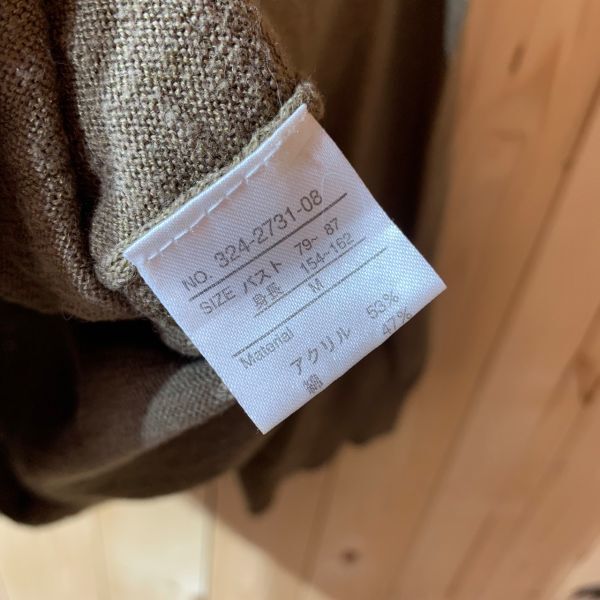 NO. 324-2731-08
SIZE バスト 79~ 87
身長 154~162
M
Material
アクリル 53%
綿 47%